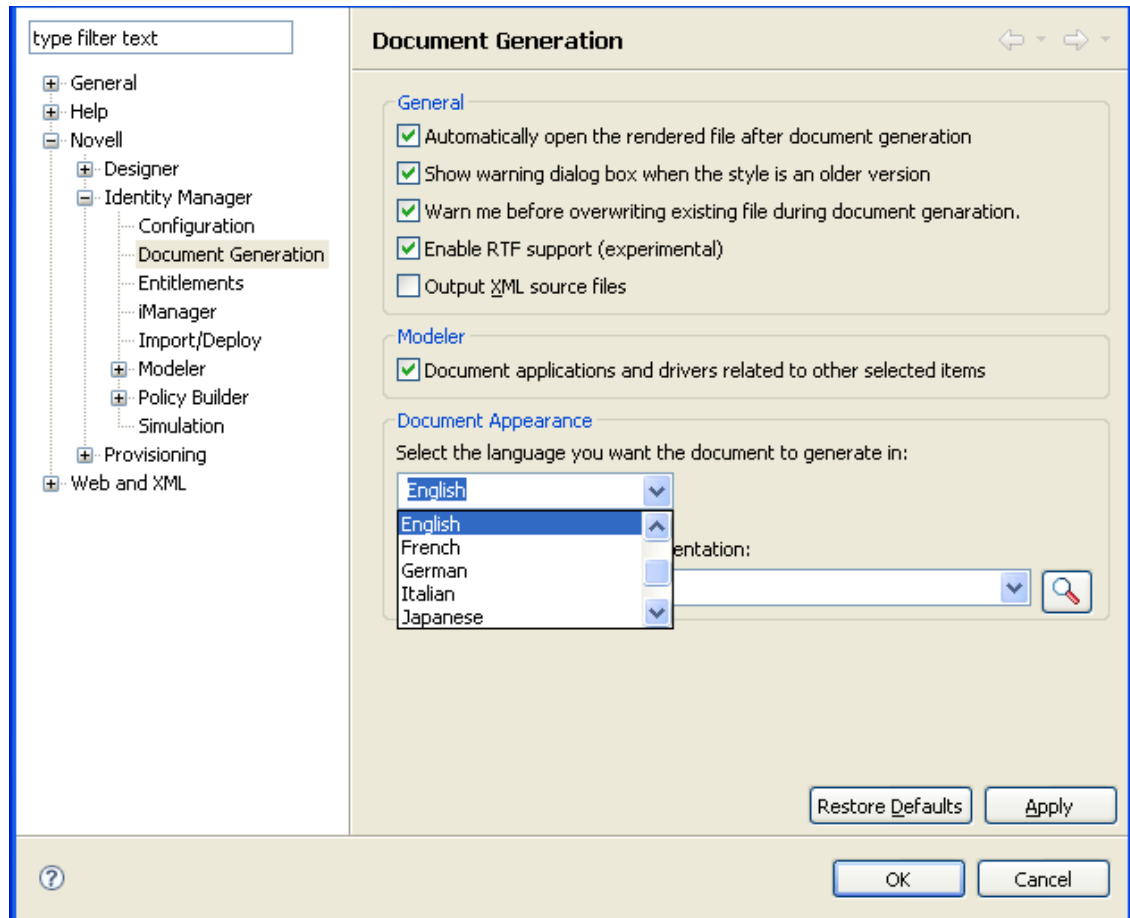 type filter text
General
Help
Novell
Designer
Identity Manager
Configuration
Document Generation
Entitlements
iManager
Import/Deploy
Modeler
Policy Builder
Simulation
Provisioning
Web and XML
Document Generation
General
Automatically open the rendered file after document generation
Show warning dialog box when the style is an older version
Warn me before overwriting existing file during document genaration.
Enable RTF support (experimental)
Output XML source files
Modeler
Document applications and drivers related to other selected items
Document Appearance
Select the language you want the document to generate in:
English
English
French
German
Italian
Japanese
entation:
Restore Defaults
Apply
OK
Cancel